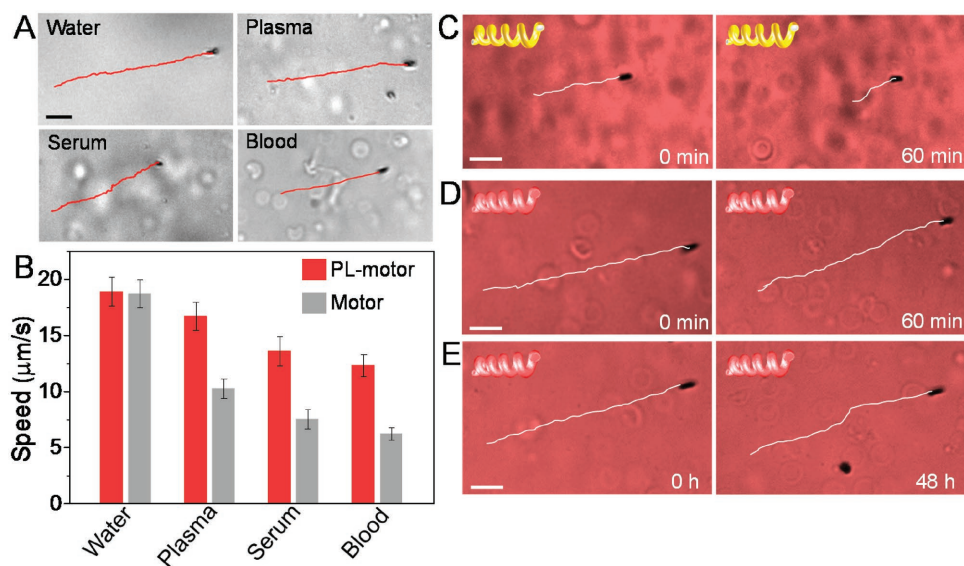 A
Water
Plasma
Serum
Blood
B
Speed (μm/s)
20
15
10
5
0
PL-motor
Motor
Water
Plasma
Serum
Blood
C
0 min
60 min
D
0 min
60 min
E
0 h
48 h